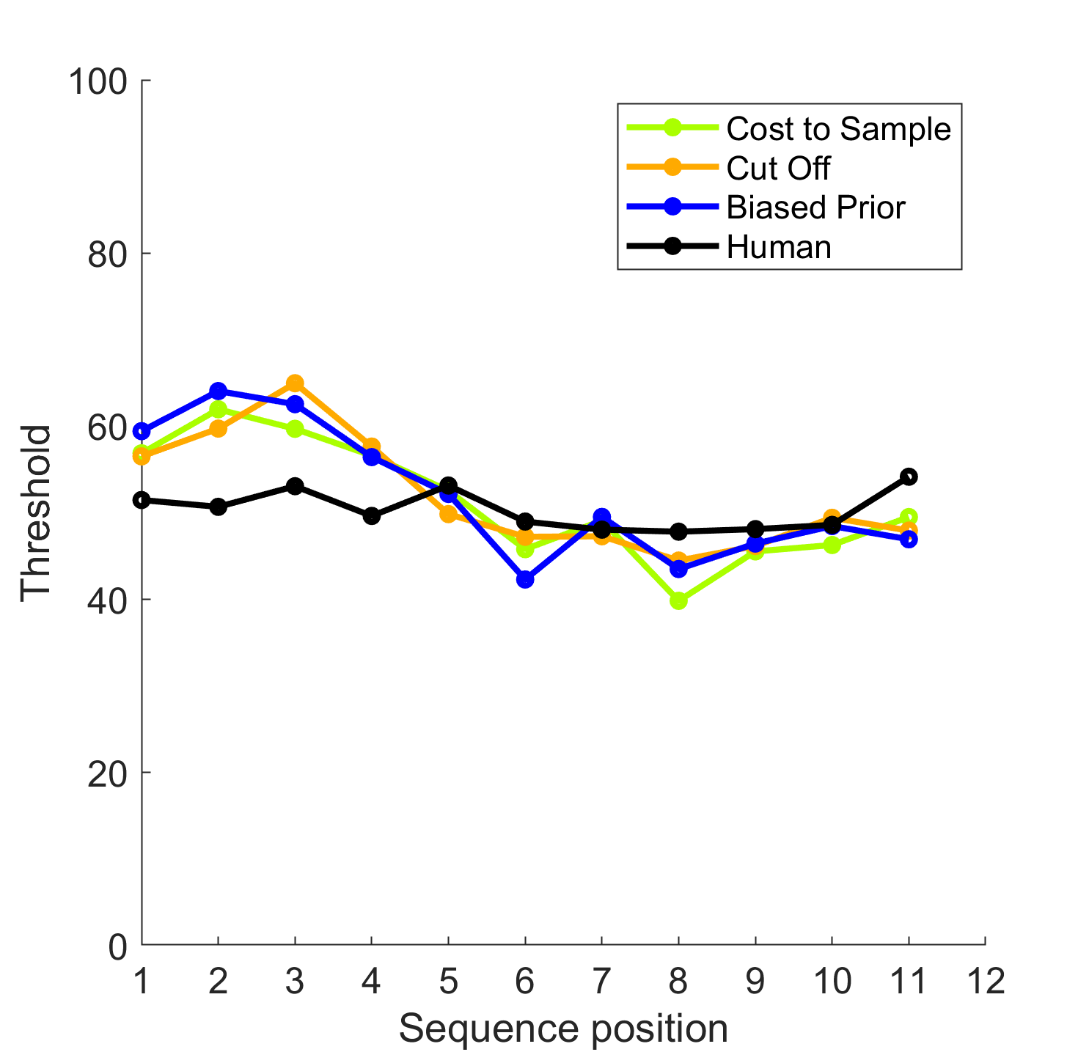 100
80
60
40
20
0
Threshold
Cost to Sample
Cut Off
Biased Prior
Human
1 2 3 4 5 6 7 8 9 10 11 12
Sequence position